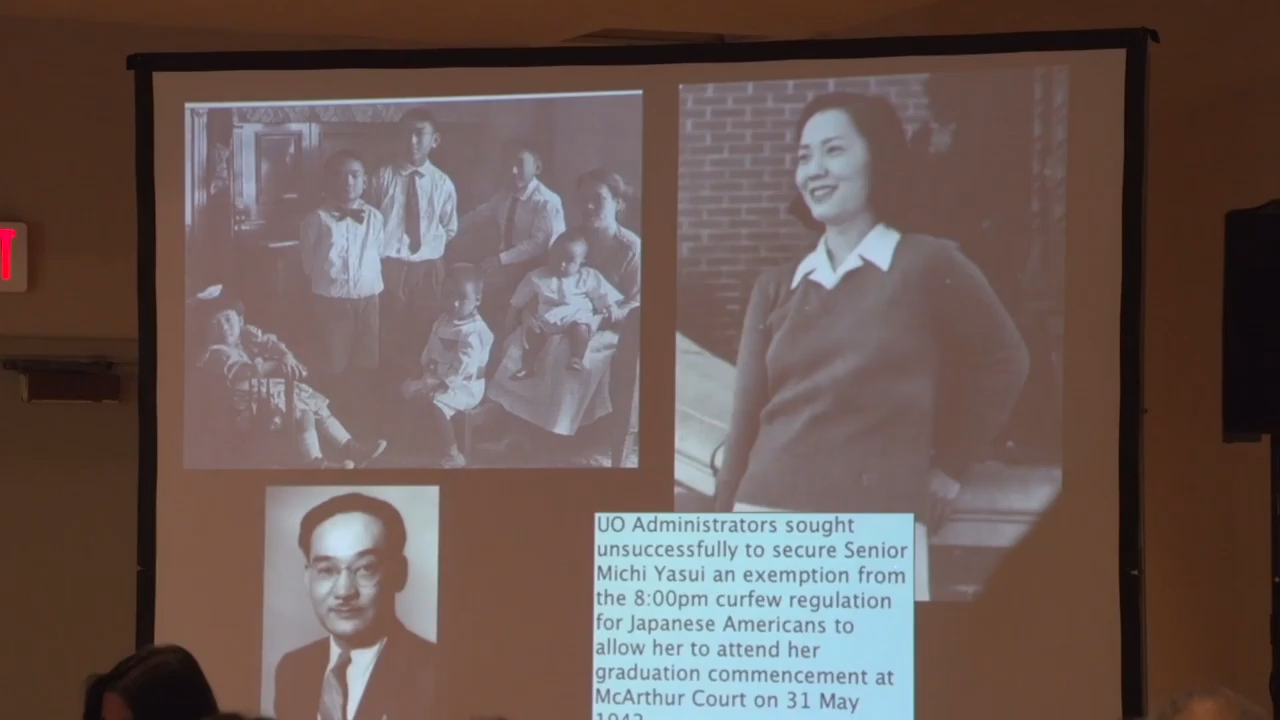 T
UO Administrators sought
unsuccessfully to secure Senior
Michi Yasui an exemption from
the 8:00pm curfew regulation
for Japanese Americans to
allow her to attend her
graduation commencement at
McArthur Court on 31 May